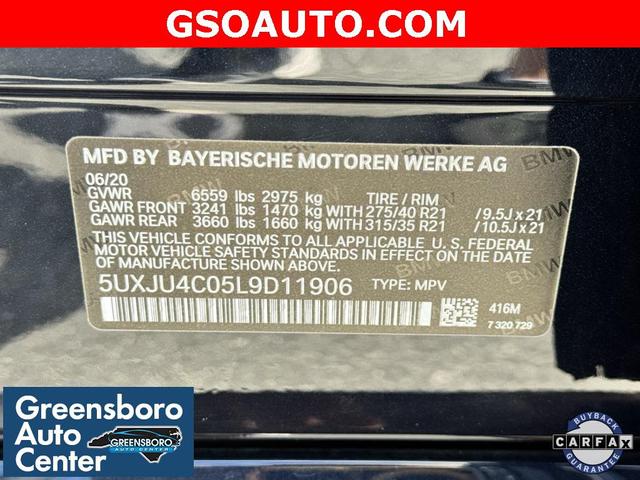 GSOAUTO.COM
MFD BY BAYERISCHE MOTOREN WERKE AG
06/20
GVWR 6559 lbs 2975 kg TIRE / RIM
GAWR FRONT 3241 lbs 1470 kg WITH 275/40 R21 / 9.5J x 21
GAWR REAR 3660 lbs 1660 kg WITH 315/35 R21 / 10.5J x 21
THIS VEHICLE CONFORMS TO ALL APPLICABLE U. S. FEDERAL
MOTOR VEHICLE SAFETY STANDARDS IN EFFECT ON THE DATE
OF MANUFACTURE SHOWN ABOVE.
5UXJU4C05L9D11906 TYPE: MPV
416M
7 320 729
Greensboro
Auto
Center
GREENSBORO
BUYBACK
CARFAX
GUARANTEE